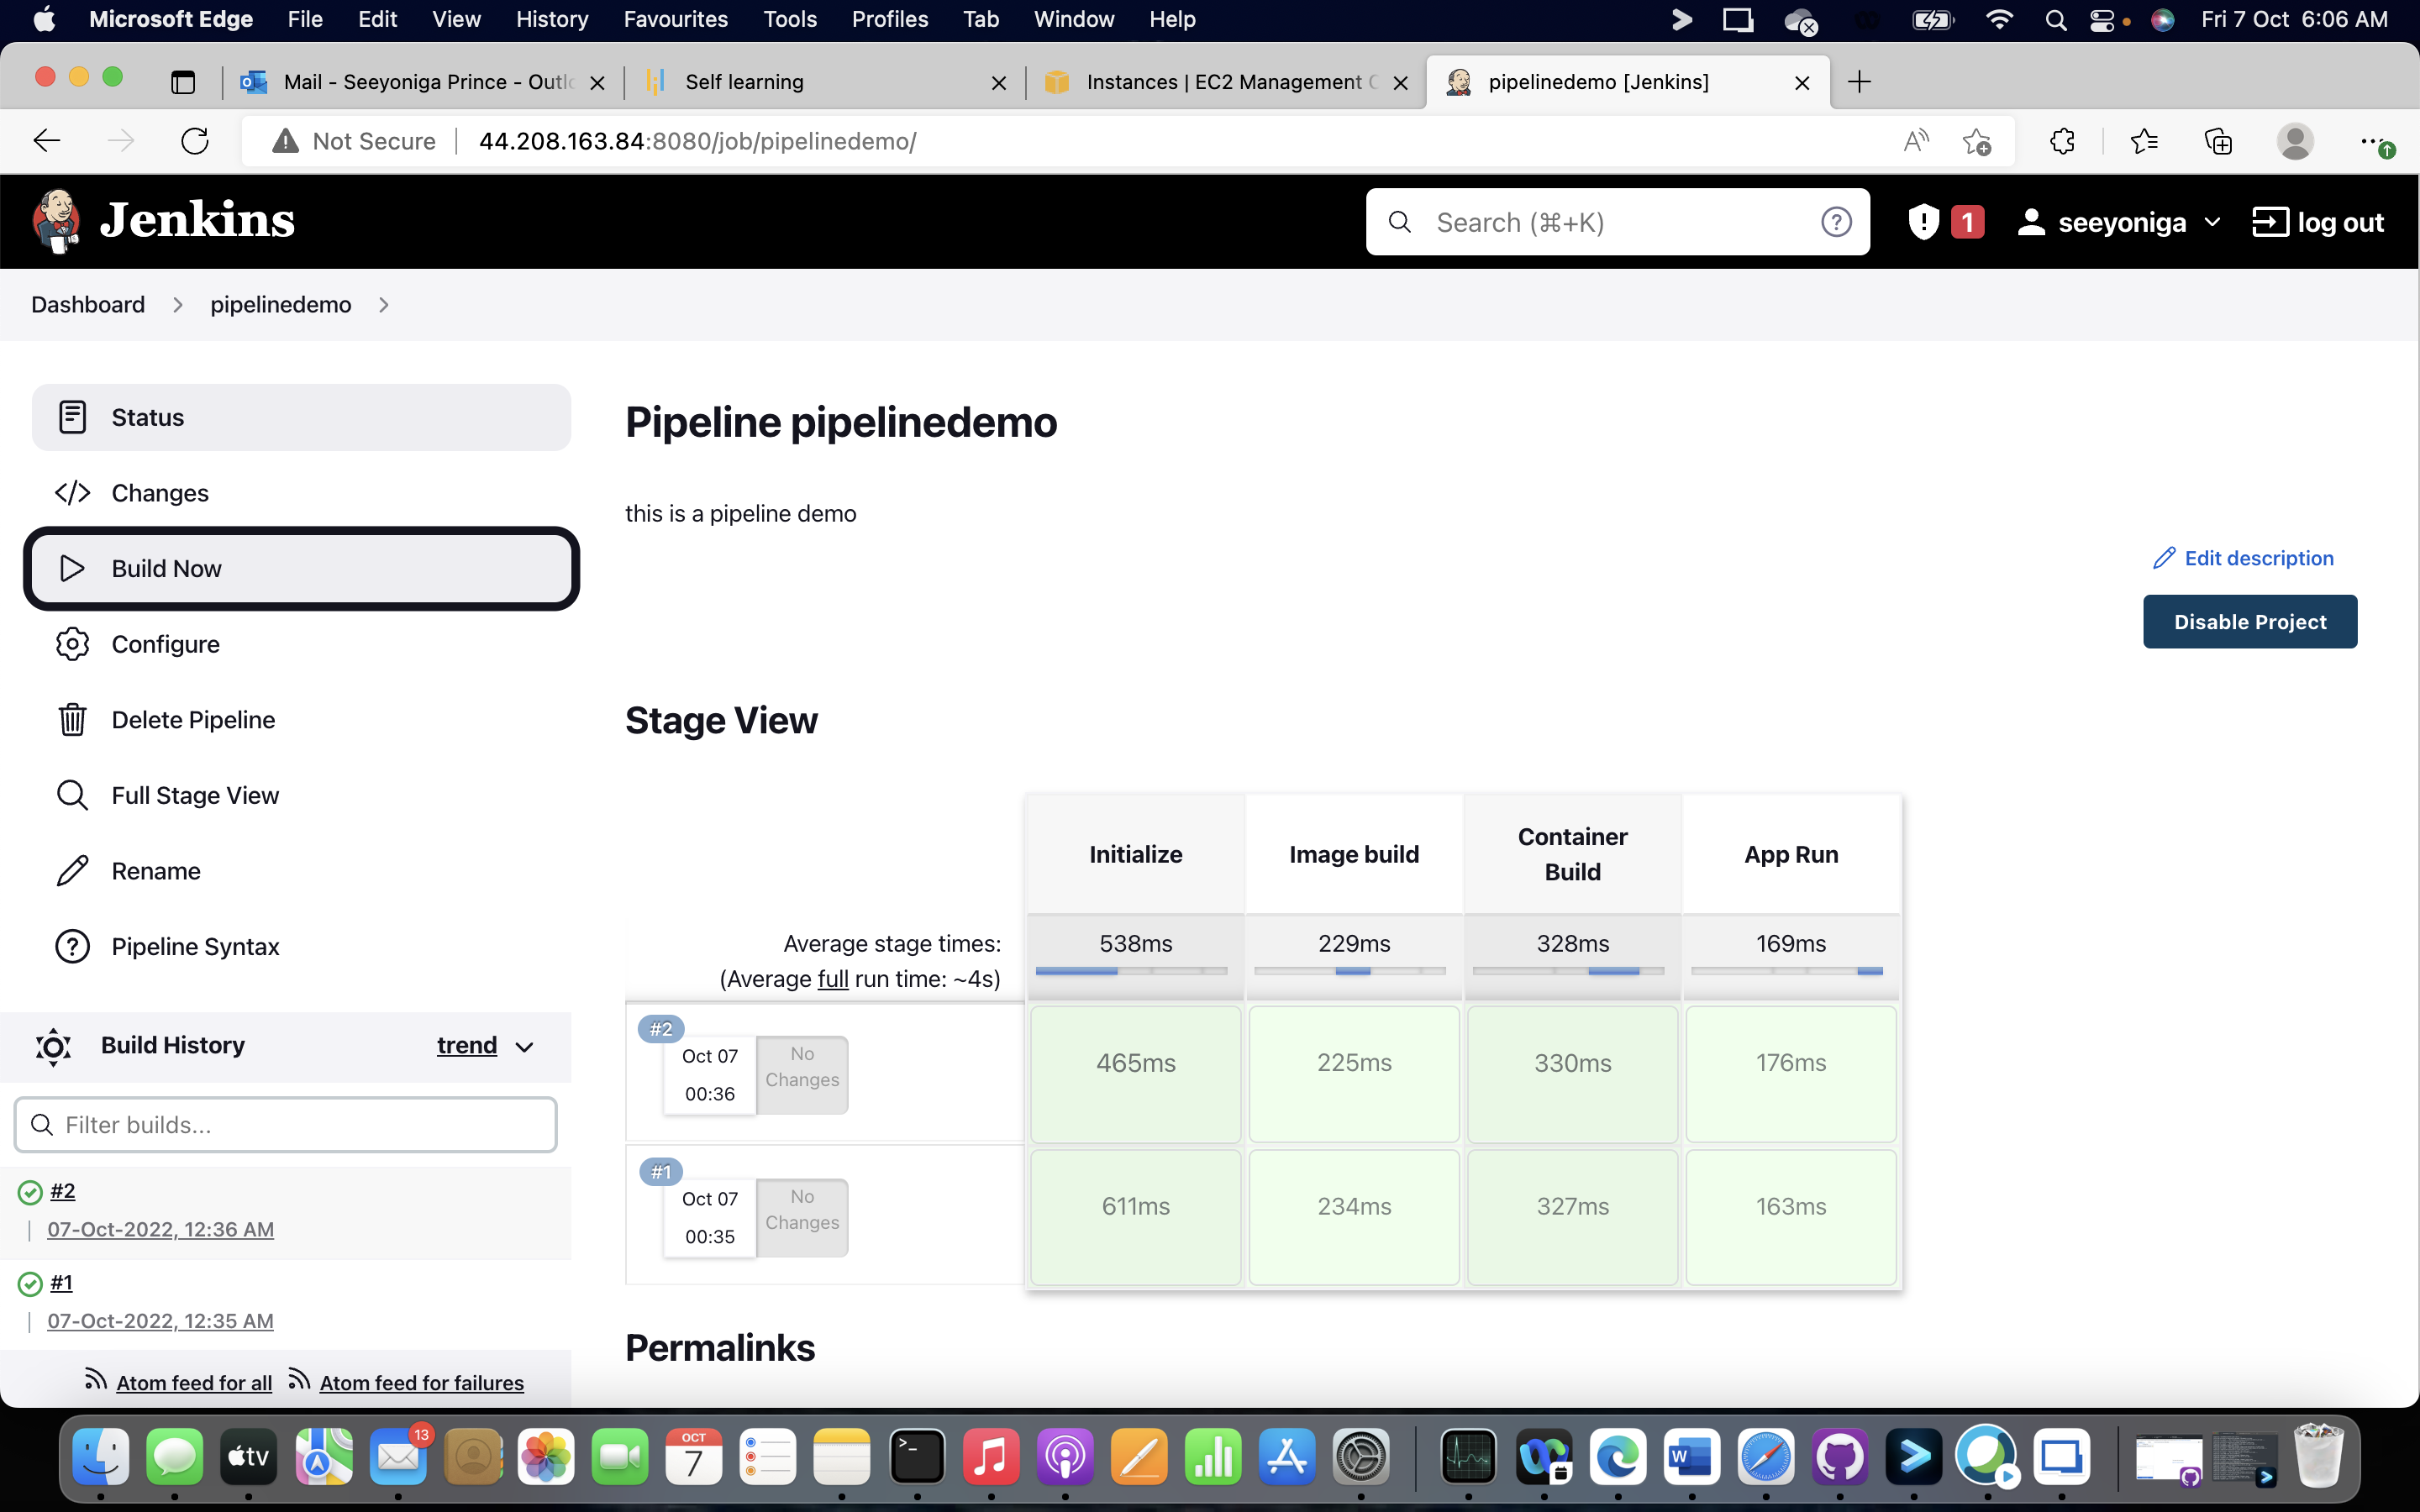 Microsoft Edge File Edit View History Favourites Tools Profiles Tab Window Help Fri 7 Oct 6:06 AM
Mail - Seeyoniga Prince - Outlo Self learning Instances | EC2 Management C pipelinedemo [Jenkins]
Not Secure 44.208.163.84:8080/job/pipelinedemo/
Jenkins Search (⌘+K) 1 seeyoniga log out
Dashboard pipelinedemo
Status
Changes
Build Now
Configure
Delete Pipeline
Full Stage View
Rename
Pipeline Syntax
Build History trend
Filter builds...
#2
07-Oct-2022, 12:36 AM
#1
07-Oct-2022, 12:35 AM
Atom feed for all Atom feed for failures
Pipeline pipelinedemo
this is a pipeline demo
Edit description
Disable Project
Stage View
Initialize Image build Container Build App Run
Average stage times: 538ms 229ms 328ms 169ms
(Average full run time: ~4s)
#2
Oct 07 No Changes
00:36
465ms 225ms 330ms 176ms
#1
Oct 07 No Changes
00:35
611ms 234ms 327ms 163ms
Permalinks
tv 13 OCT 7 W